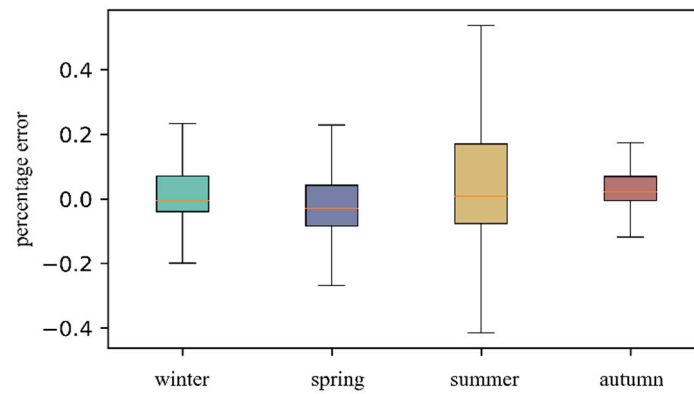 percentage error
0.4
0.2
0.0
−0.2
−0.4
winter
spring
summer
autumn